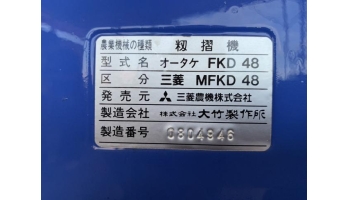 農業機械の種類 籾摺機
型式名 オータケ FKD 48
区分 三菱 MFKD 48
発売元 三菱農機株式会社
製造会社 株式会社 大竹製作所
製造番号 0804946